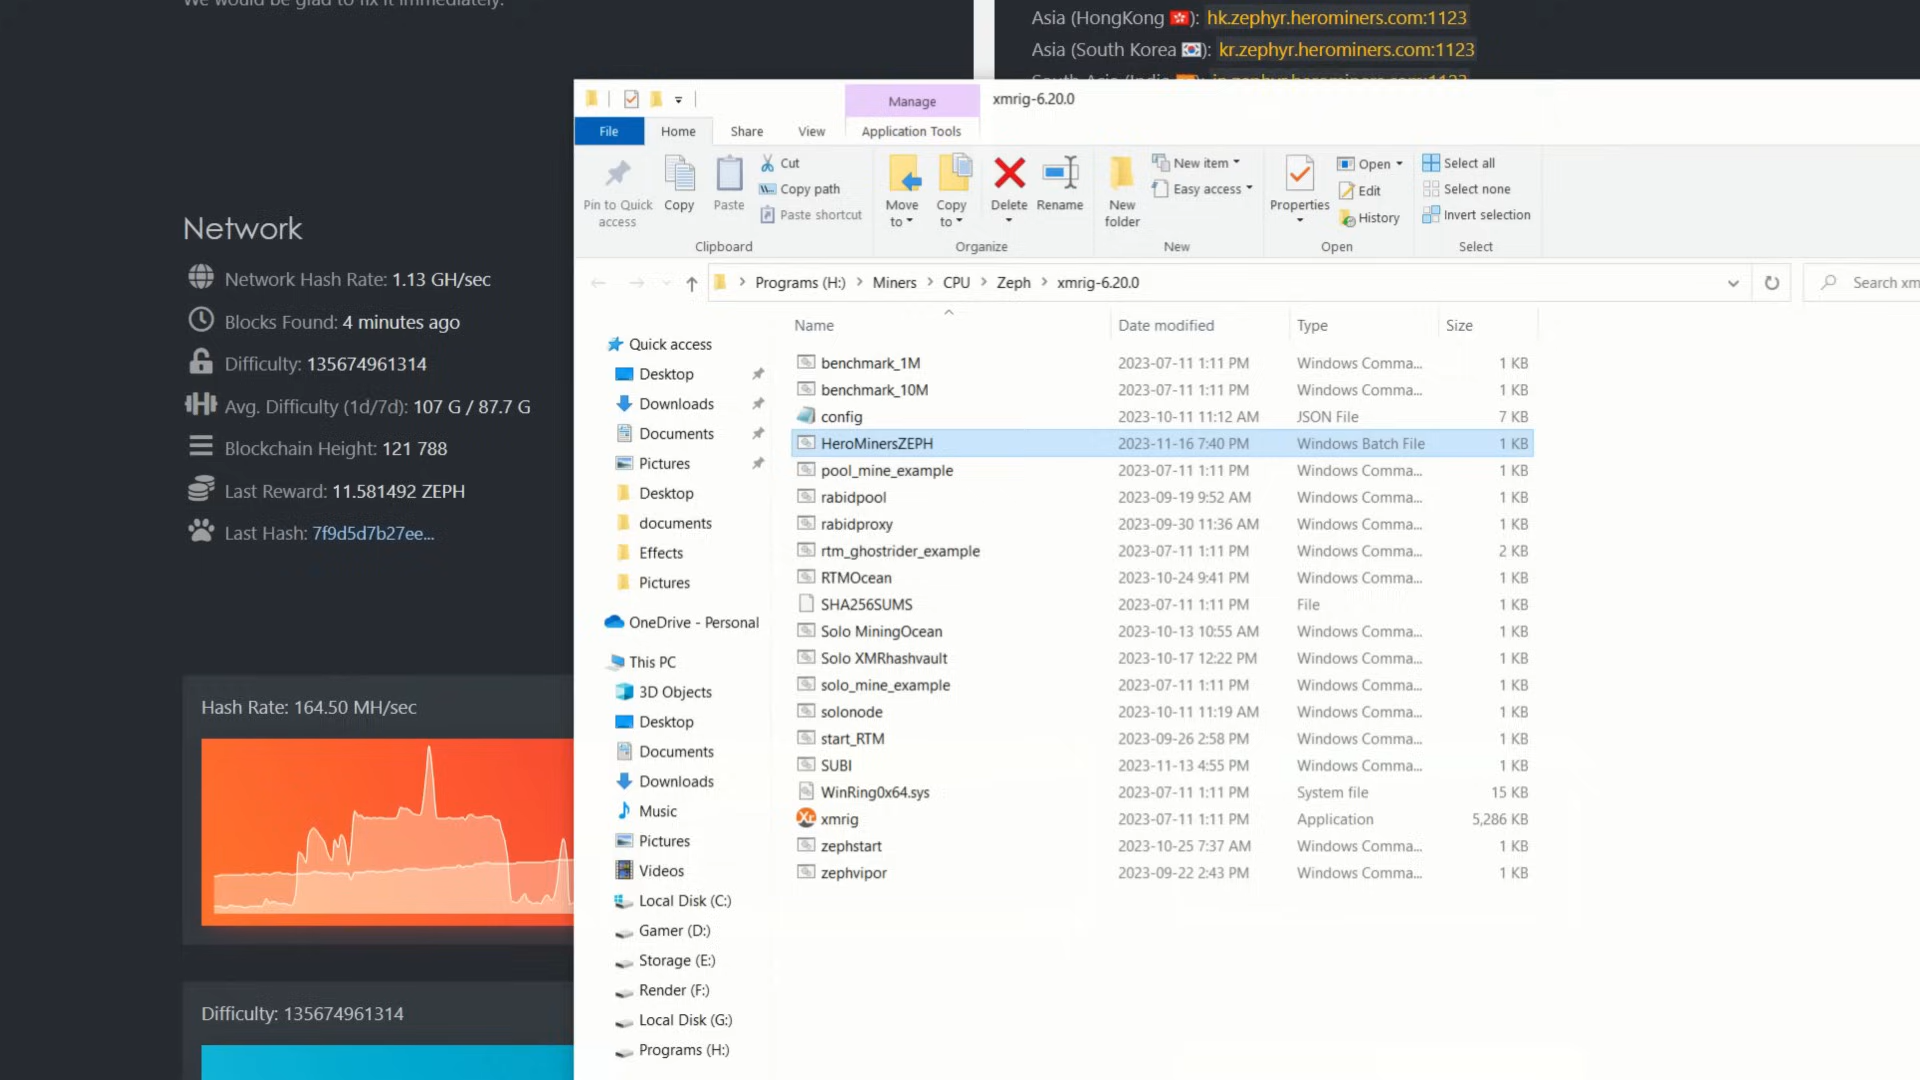 We would be glad to fix it immediately.
Asia (HongKong 🇭🇰): hk.zephyr.herominers.com:1123
Asia (South Korea 🇰🇷): kr.zephyr.herominers.com:1123
South Asia (India 🇮🇳): in.zephyr.herominers.com:1123
Manage
xmrig-6.20.0
File
Home
Share
View
Application Tools
Pin to Quick access
Copy
Paste
Cut
Copy path
Paste shortcut
Clipboard
Move to
Copy to
Delete
Rename
Organize
New folder
New item
Easy access
New
Properties
Open
Edit
History
Open
Select all
Select none
Invert selection
Select
Programs (H:) > Miners > CPU > Zeph > xmrig-6.20.0
Search xm
Network
Network Hash Rate: 1.13 GH/sec
Blocks Found: 4 minutes ago
Difficulty: 135674961314
Avg. Difficulty (1d/7d): 107 G / 87.7 G
Blockchain Height: 121 788
Last Reward: 11.581492 ZEPH
Last Hash: 7f9d5d7b27ee...
Hash Rate: 164.50 MH/sec
Difficulty: 135674961314
Quick access
Desktop
Downloads
Documents
Pictures
Desktop
documents
Effects
Pictures
OneDrive - Personal
This PC
3D Objects
Desktop
Documents
Downloads
Music
Pictures
Videos
Local Disk (C:)
Gamer (D:)
Storage (E:)
Render (F:)
Local Disk (G:)
Programs (H:)
Name Date modified Type Size
benchmark_1M 2023-07-11 1:11 PM Windows Comma... 1 KB
benchmark_10M 2023-07-11 1:11 PM Windows Comma... 1 KB
config 2023-10-11 11:12 AM JSON File 7 KB
HeroMinersZEPH 2023-11-16 7:40 PM Windows Batch File 1 KB
pool_mine_example 2023-07-11 1:11 PM Windows Comma... 1 KB
rabidpool 2023-09-19 9:52 AM Windows Comma... 1 KB
rabidproxy 2023-09-30 11:36 AM Windows Comma... 1 KB
rtm_ghostrider_example 2023-07-11 1:11 PM Windows Comma... 2 KB
RTMOcean 2023-10-24 9:41 PM Windows Comma... 1 KB
SHA256SUMS 2023-07-11 1:11 PM File 1 KB
Solo MiningOcean 2023-10-13 10:55 AM Windows Comma... 1 KB
Solo XMRhashvault 2023-10-17 12:22 PM Windows Comma... 1 KB
solo_mine_example 2023-07-11 1:11 PM Windows Comma... 1 KB
solonode 2023-10-11 11:19 AM Windows Comma... 1 KB
start_RTM 2023-09-26 2:58 PM Windows Comma... 1 KB
SUBI 2023-11-13 4:55 PM Windows Comma... 1 KB
WinRing0x64.sys 2023-07-11 1:11 PM System file 15 KB
xmrig 2023-07-11 1:11 PM Application 5,286 KB
zephstart 2023-10-25 7:37 AM Windows Comma... 1 KB
zephvipor 2023-09-22 2:43 PM Windows Comma... 1 KB